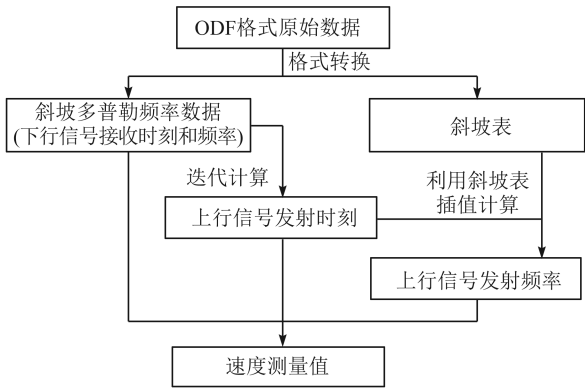 ODF格式原始数据
格式转换
斜坡多普勒频率数据
(下行信号接收时刻和频率)
斜坡表
迭代计算
利用斜坡表
插值计算
上行信号发射时刻
上行信号发射频率
速度测量值